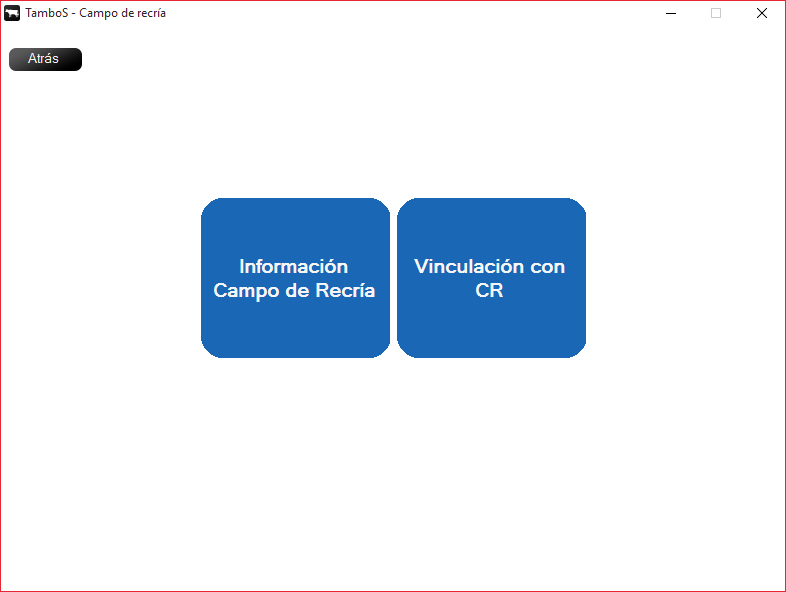 TamboS - Campo de recría
Atrás
Información
Campo de Recría
Vinculación con
CR